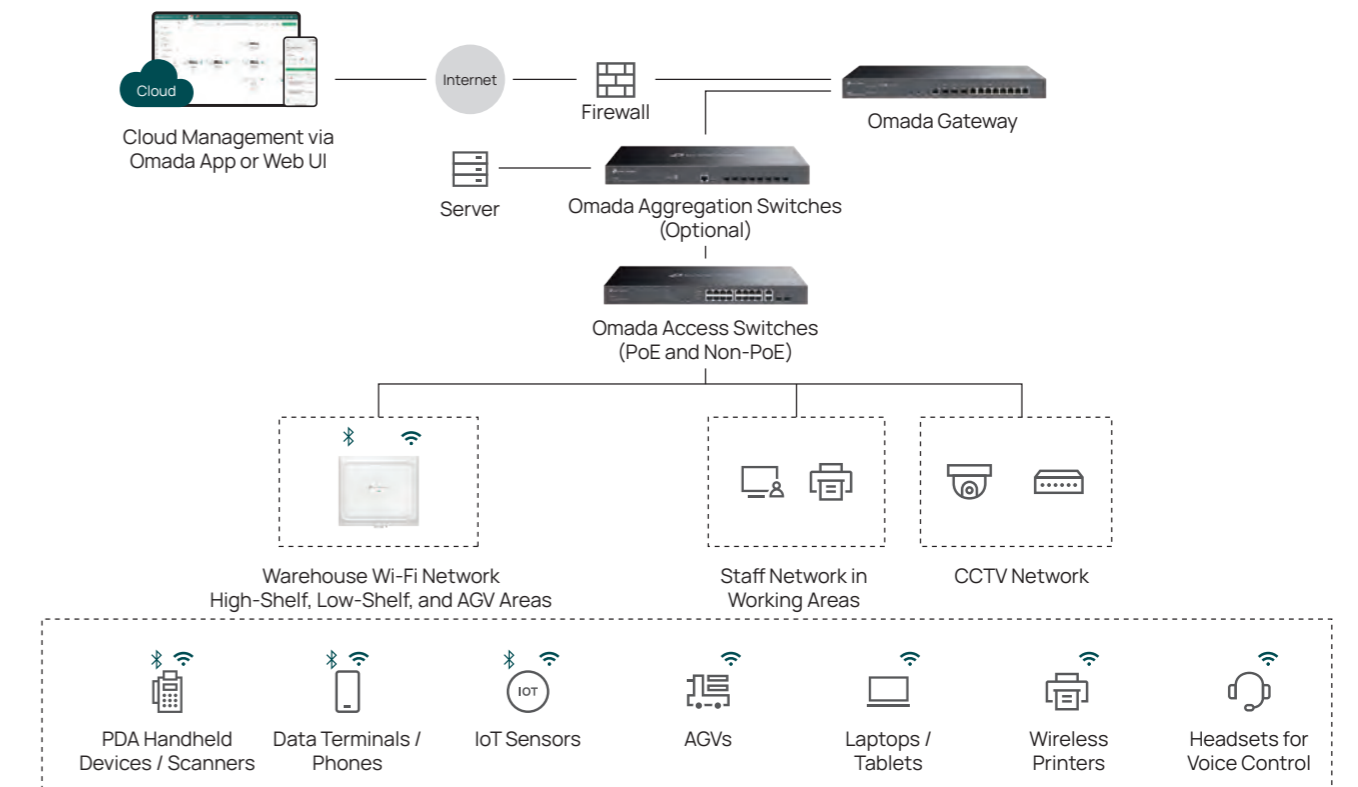 Cloud
Internet
Firewall
Omada Gateway
Cloud Management via
Omada App or Web UI
Server
Omada Aggregation Switches
(Optional)
Omada Access Switches
(PoE and Non-PoE)
Warehouse Wi-Fi Network
High-Shelf, Low-Shelf, and AGV Areas
Staff Network in
Working Areas
CCTV Network
IOT
PDA Handheld
Devices / Scanners
Data Terminals /
Phones
IoT Sensors
AGVs
Laptops /
Tablets
Wireless
Printers
Headsets for
Voice Control